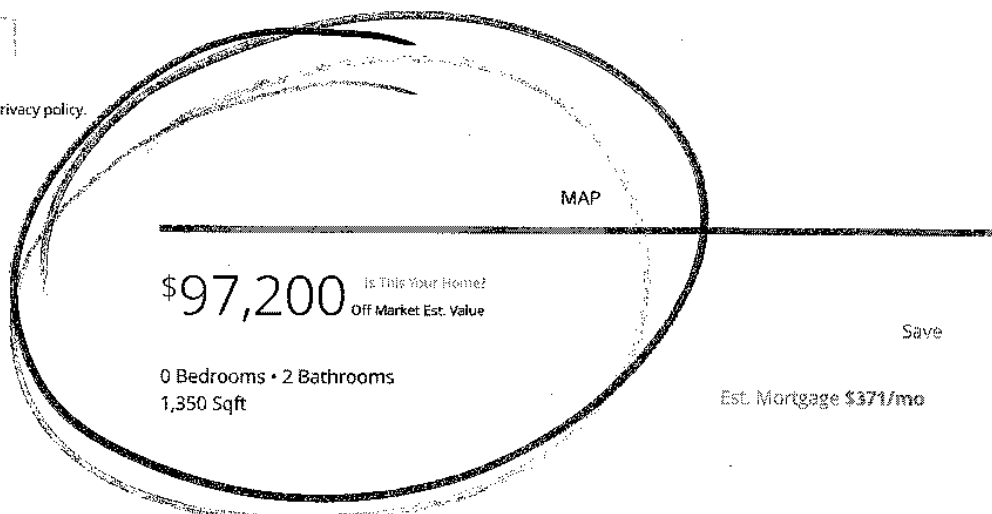 rivacy policy.
MAP
$97,200 Is This Your Home?
Off Market Est. Value
Save
0 Bedrooms • 2 Bathrooms
Est. Mortgage $371/mo
1,350 Sqft